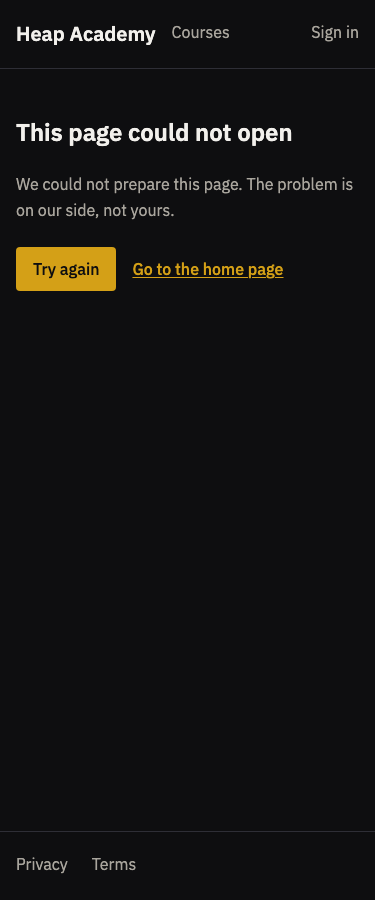 Heap Academy Courses Sign in
This page could not open
We could not prepare this page. The problem is
on our side, not yours.
Try again Go to the home page
Privacy Terms